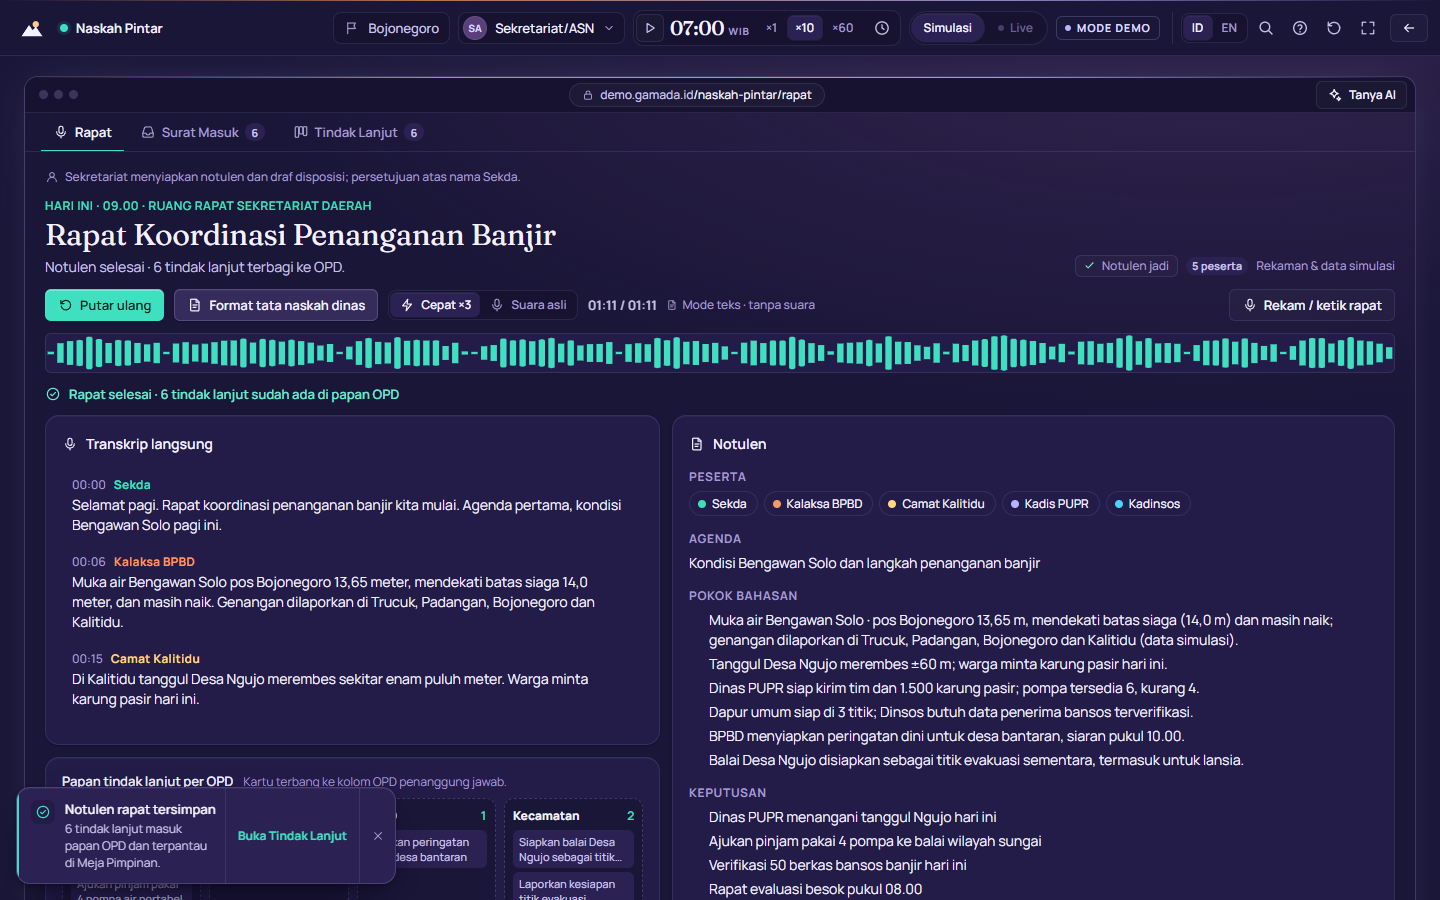 Naskah Pintar
Bojonegoro
SA Sekretariat/ASN
07:00 WIB
×1 ×10 ×60
Simulasi Live
MODE DEMO
ID EN
demo.gamada.id/naskah-pintar/rapat
Tanya AI
Rapat
Surat Masuk 6
Tindak Lanjut 6
Sekretariat menyiapkan notulen dan draf disposisi; persetujuan atas nama Sekda.
HARI INI · 09.00 · RUANG RAPAT SEKRETARIAT DAERAH
Rapat Koordinasi Penanganan Banjir
Notulen selesai · 6 tindak lanjut terbagi ke OPD.
Notulen jadi
5 peserta
Rekaman & data simulasi
Putar ulang
Format tata naskah dinas
Cepat ×3
Suara asli
01:11 / 01:11
Mode teks · tanpa suara
Rekam / ketik rapat
Rapat selesai · 6 tindak lanjut sudah ada di papan OPD
Transkrip langsung
00:00 Sekda
Selamat pagi. Rapat koordinasi penanganan banjir kita mulai. Agenda pertama, kondisi
Bengawan Solo pagi ini.
00:06 Kalaksa BPBD
Muka air Bengawan Solo pos Bojonegoro 13,65 meter, mendekati batas siaga 14,0
meter, dan masih naik. Genangan dilaporkan di Trucuk, Padangan, Bojonegoro dan
Kalitidu.
00:15 Camat Kalitidu
Di Kalitidu tanggul Desa Ngujo merembes sekitar enam puluh meter. Warga minta
karung pasir hari ini.
Papan tindak lanjut per OPD Kartu terbang ke kolom OPD penanggung jawab.
1
kan peringatan
desa bantaran
Kecamatan 2
Siapkan balai Desa
Ngujo sebagai titik...
Laporkan kesiapan
titik evakuasi
Ajukan pinjam pakai
4 pompa air portabel
Notulen rapat tersimpan
6 tindak lanjut masuk
papan OPD dan terpantau
di Meja Pimpinan.
Buka Tindak Lanjut
Notulen
PESERTA
Sekda
Kalaksa BPBD
Camat Kalitidu
Kadis PUPR
Kadinsos
AGENDA
Kondisi Bengawan Solo dan langkah penanganan banjir
POKOK BAHASAN
Muka air Bengawan Solo · pos Bojonegoro 13,65 m, mendekati batas siaga (14,0 m) dan masih naik;
genangan dilaporkan di Trucuk, Padangan, Bojonegoro dan Kalitidu (data simulasi).
Tanggul Desa Ngujo merembes ±60 m; warga minta karung pasir hari ini.
Dinas PUPR siap kirim tim dan 1.500 karung pasir; pompa tersedia 6, kurang 4.
Dapur umum siap di 3 titik; Dinsos butuh data penerima bansos terverifikasi.
BPBD menyiapkan peringatan dini untuk desa bantaran, siaran pukul 10.00.
Balai Desa Ngujo disiapkan sebagai titik evakuasi sementara, termasuk untuk lansia.
KEPUTUSAN
Dinas PUPR menangani tanggul Ngujo hari ini
Ajukan pinjam pakai 4 pompa ke balai wilayah sungai
Verifikasi 50 berkas bansos banjir hari ini
Rapat evaluasi besok pukul 08.00